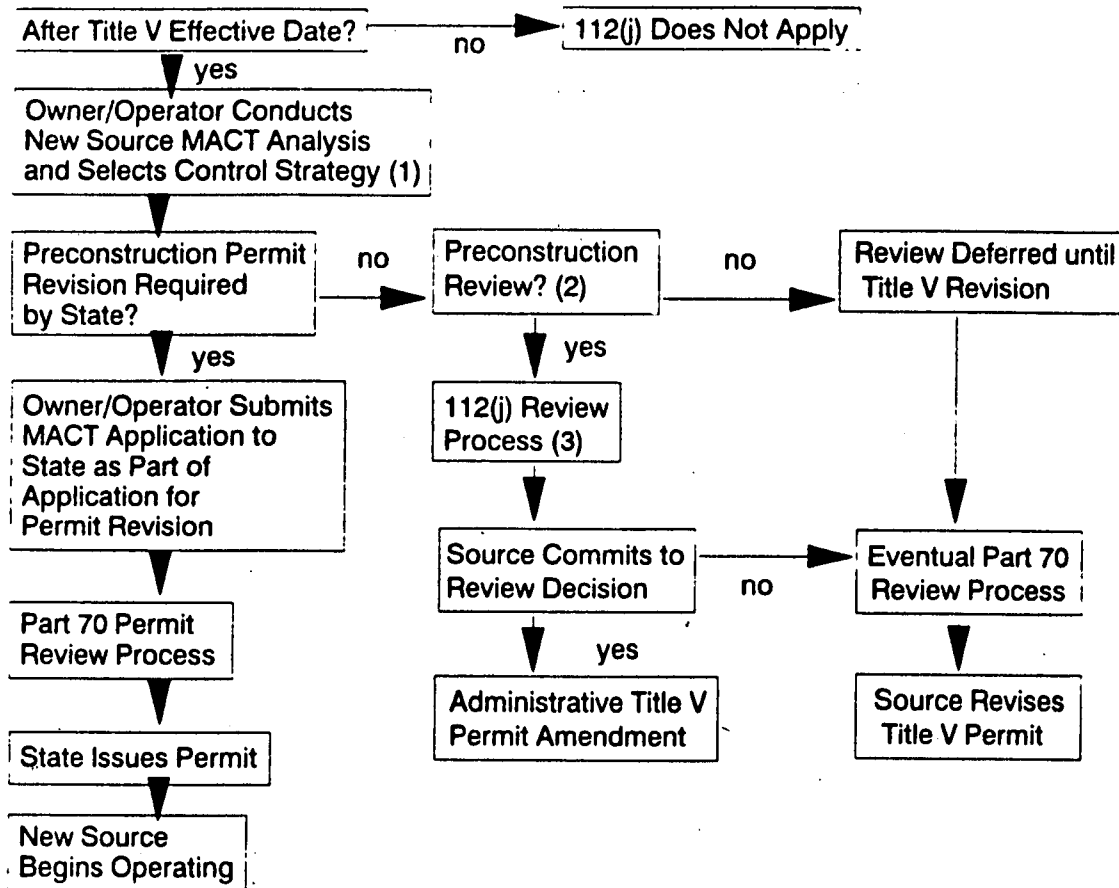 After Title V Effective Date?
no
112(j) Does Not Apply
yes
Owner/Operator Conducts
New Source MACT Analysis
and Selects Control Strategy (1)
Preconstruction Permit
Revision Required
by State?
no
Preconstruction
Review? (2)
no
Review Deferred until
Title V Revision
yes
Owner/Operator Submits
MACT Application to
State as Part of
Application for
Permit Revision
yes
112(j) Review
Process (3)
Source Commits to
Review Decision
no
Eventual Part 70
Review Process
Part 70 Permit
Review Process
yes
Administrative Title V
Permit Amendment
Source Revises
Title V Permit
State Issues Permit
New Source
Begins Operating